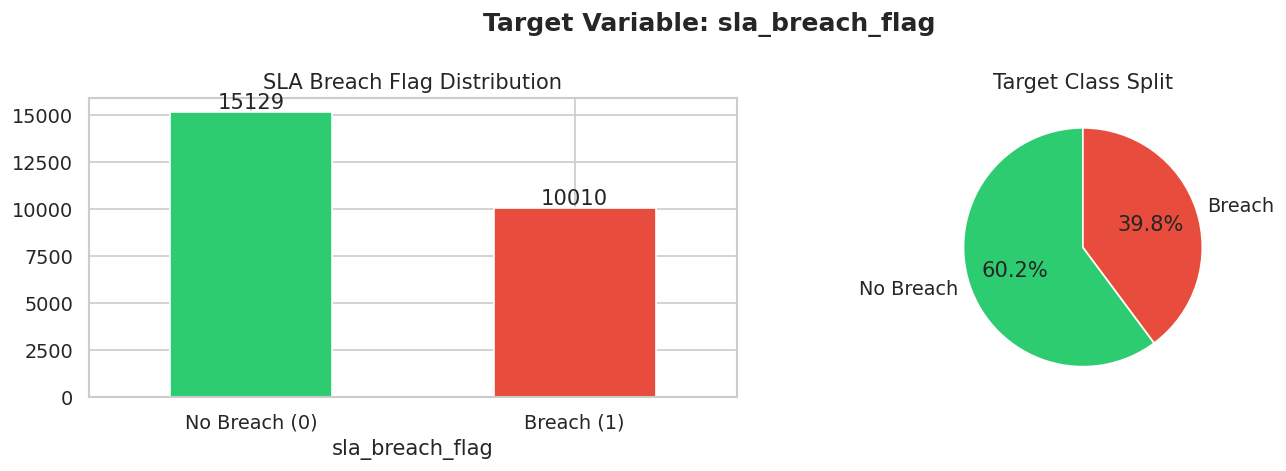 Target Variable: sla_breach_flag
SLA Breach Flag Distribution
15129
10010
15000
12500
10000
7500
5000
2500
0
No Breach (0)
Breach (1)
sla_breach_flag
Target Class Split
Breach
39.8%
60.2%
No Breach